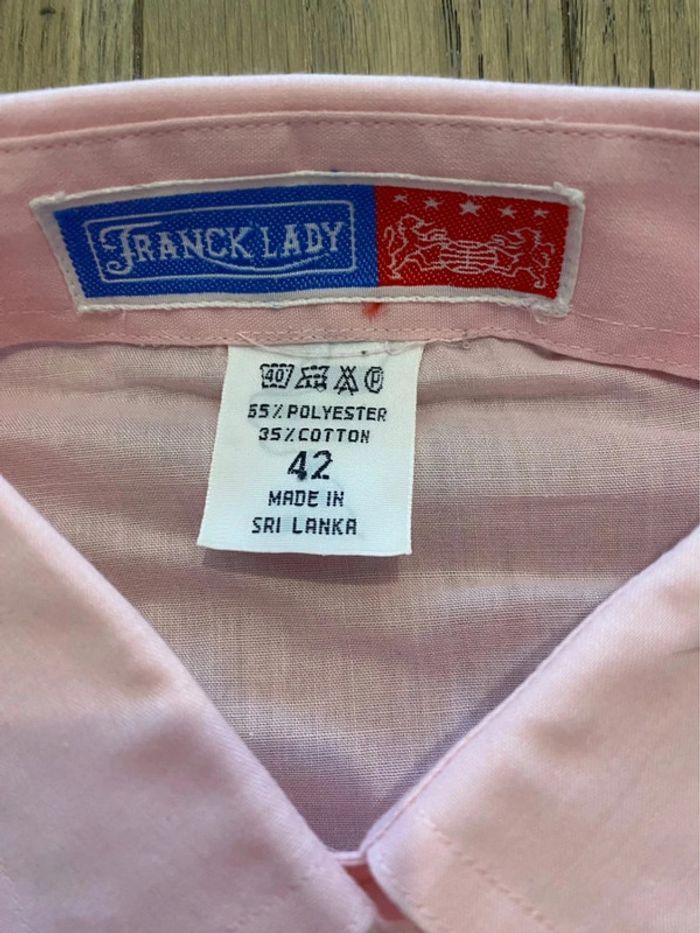 FRANCK LADY
40 P
65% POLYESTER
35% COTTON
42
MADE IN
SRI LANKA